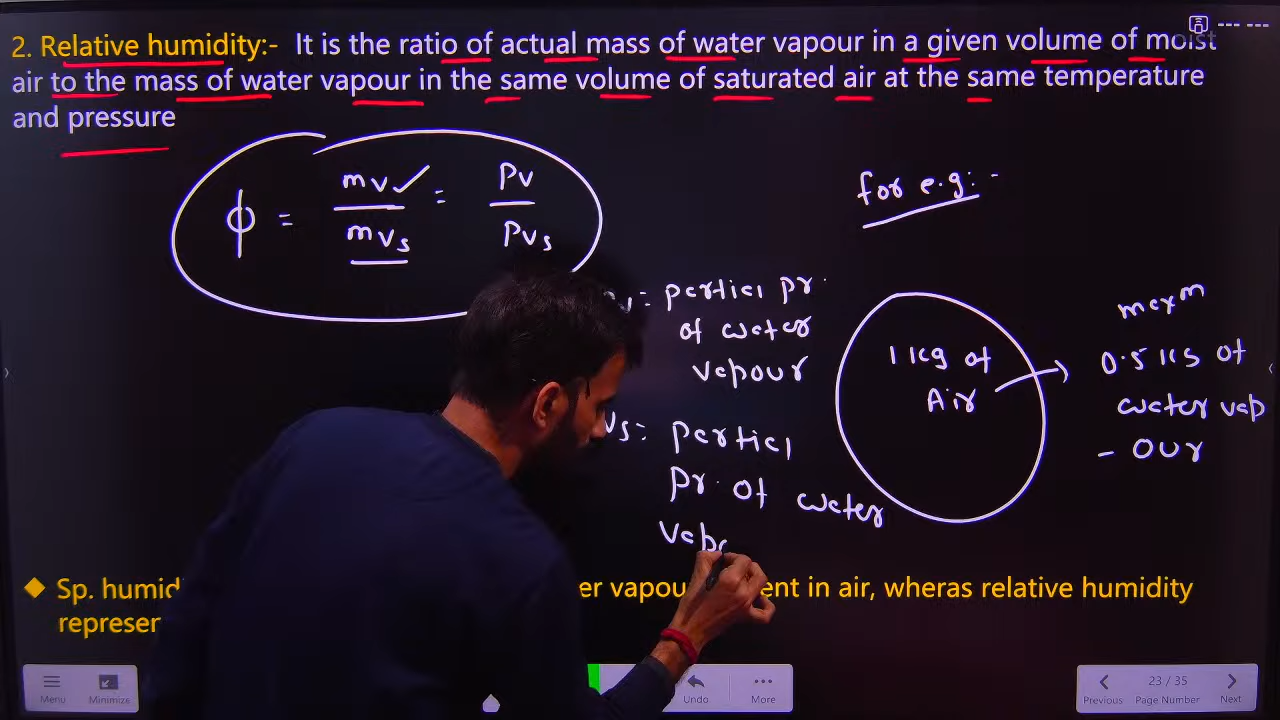 2. Relative humidity:- It is the ratio of actual mass of water vapour in a given volume of moist
air to the mass of water vapour in the same volume of saturated air at the same temperature
and pressure
ϕ = mv/mvs = Pv/Pvs
for e.g:-
= partial pr.
of water
vapour
s = partial
pr. of water
vapo
1 kg of
Air
maxm
0.5 kg of
water vap
- our
◆ Sp. humid er vapou ent in air, wheras relative humidity
represen
Menu
Minimize
Undo
More
Previous
23 / 35
Page Number
Next